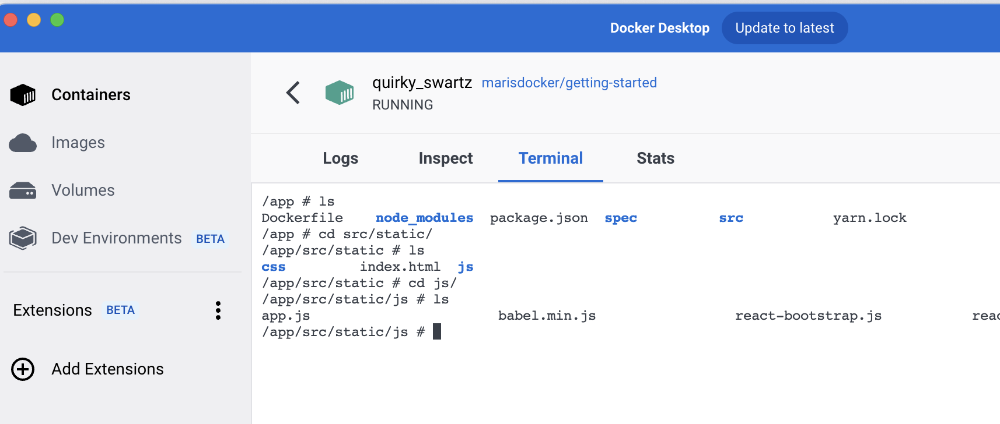 Docker Desktop Update to latest
Containers
Images
Volumes
Dev Environments BETA
Extensions BETA
Add Extensions
quirky_swartz marisdocker/getting-started
RUNNING
Logs Inspect Terminal Stats
/app # ls
Dockerfile node_modules package.json spec src yarn.lock
/app # cd src/static/
/app/src/static # ls
css index.html js
/app/src/static # cd js/
/app/src/static/js # ls
app.js babel.min.js react-bootstrap.js
/app/src/static/js #